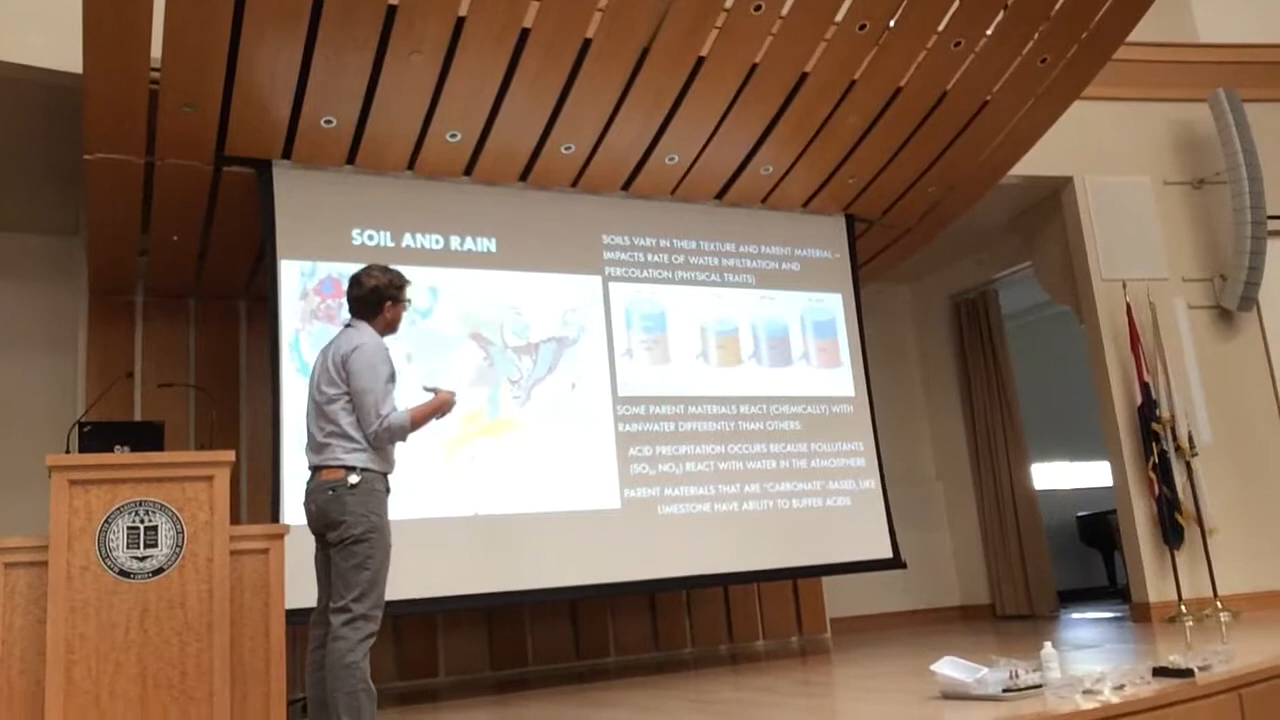 SOIL AND RAIN
SOILS VARY IN THEIR TEXTURE AND PARENT MATERIAL –
IMPACTS RATE OF WATER INFILTRATION AND
PERCOLATION (PHYSICAL TRAITS)
SOME PARENT MATERIALS REACT (CHEMICALLY) WITH
RAINWATER DIFFERENTLY THAN OTHERS:
ACID PRECIPITATION OCCURS BECAUSE POLLUTANTS
REACT WITH WATER IN THE ATMOSPHERE
PARENT MATERIALS THAT ARE "CARBONATE"-BASED, LIKE
LIMESTONE HAVE ABILITY TO BUFFER ACIDS